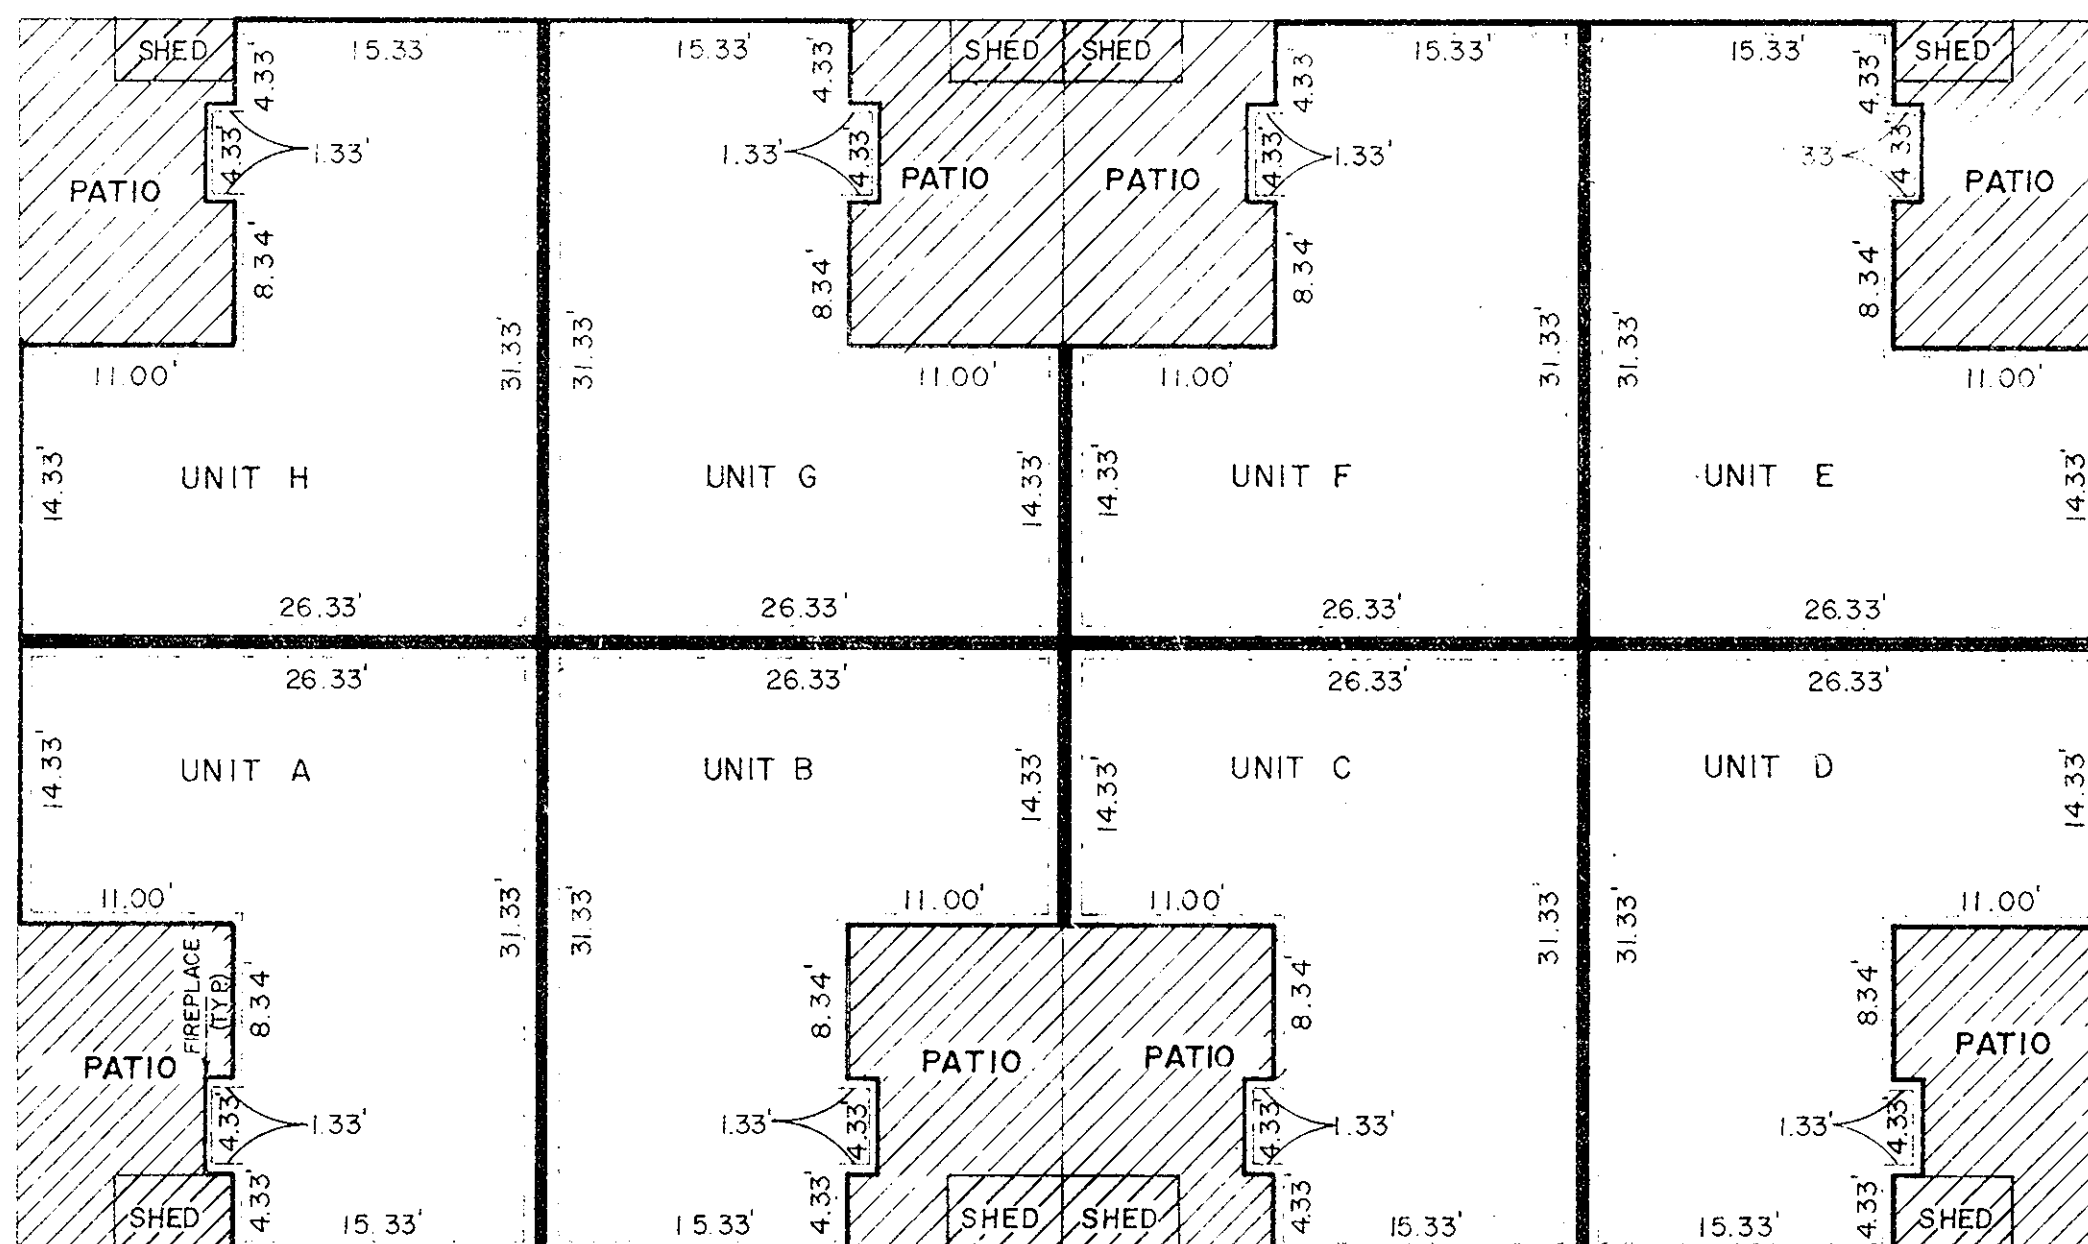 SHED 15.33' 15.33' SHED SHED 15.33' 15.33' SHED
4.33' 4.33' 4.33' 4.33'
4.33' 1.33' 1.33' 4.33' 4.33' 1.33' 33 4.33'
PATIO PATIO PATIO PATIO
8.34' 8.34' 8.34' 8.34'
31.33' 31.33' 31.33' 31.33'
11.00' 11.00' 11.00' 11.00'
14.33' UNIT H UNIT G 14.33' 14.33' UNIT F UNIT E 14.33'
26.33' 26.33' 26.33' 26.33'
26.33' 26.33' 26.33' 26.33'
14.33' UNIT A UNIT B 14.33' 14.33' UNIT C UNIT D 14.33'
11.00' 11.00' 11.00' 11.00'
31.33' 31.33' 31.33' 31.33'
FIREPLACE
(TYP.)
8.34' 8.34' 8.34' 8.34'
PATIO PATIO PATIO PATIO
4.33' 1.33' 1.33' 4.33' 4.33' 1.33' 1.33' 4.33'
4.33' 4.33' 4.33' 4.33'
SHED 15.33' 15.33' SHED SHED 15.33' 15.33' SHED